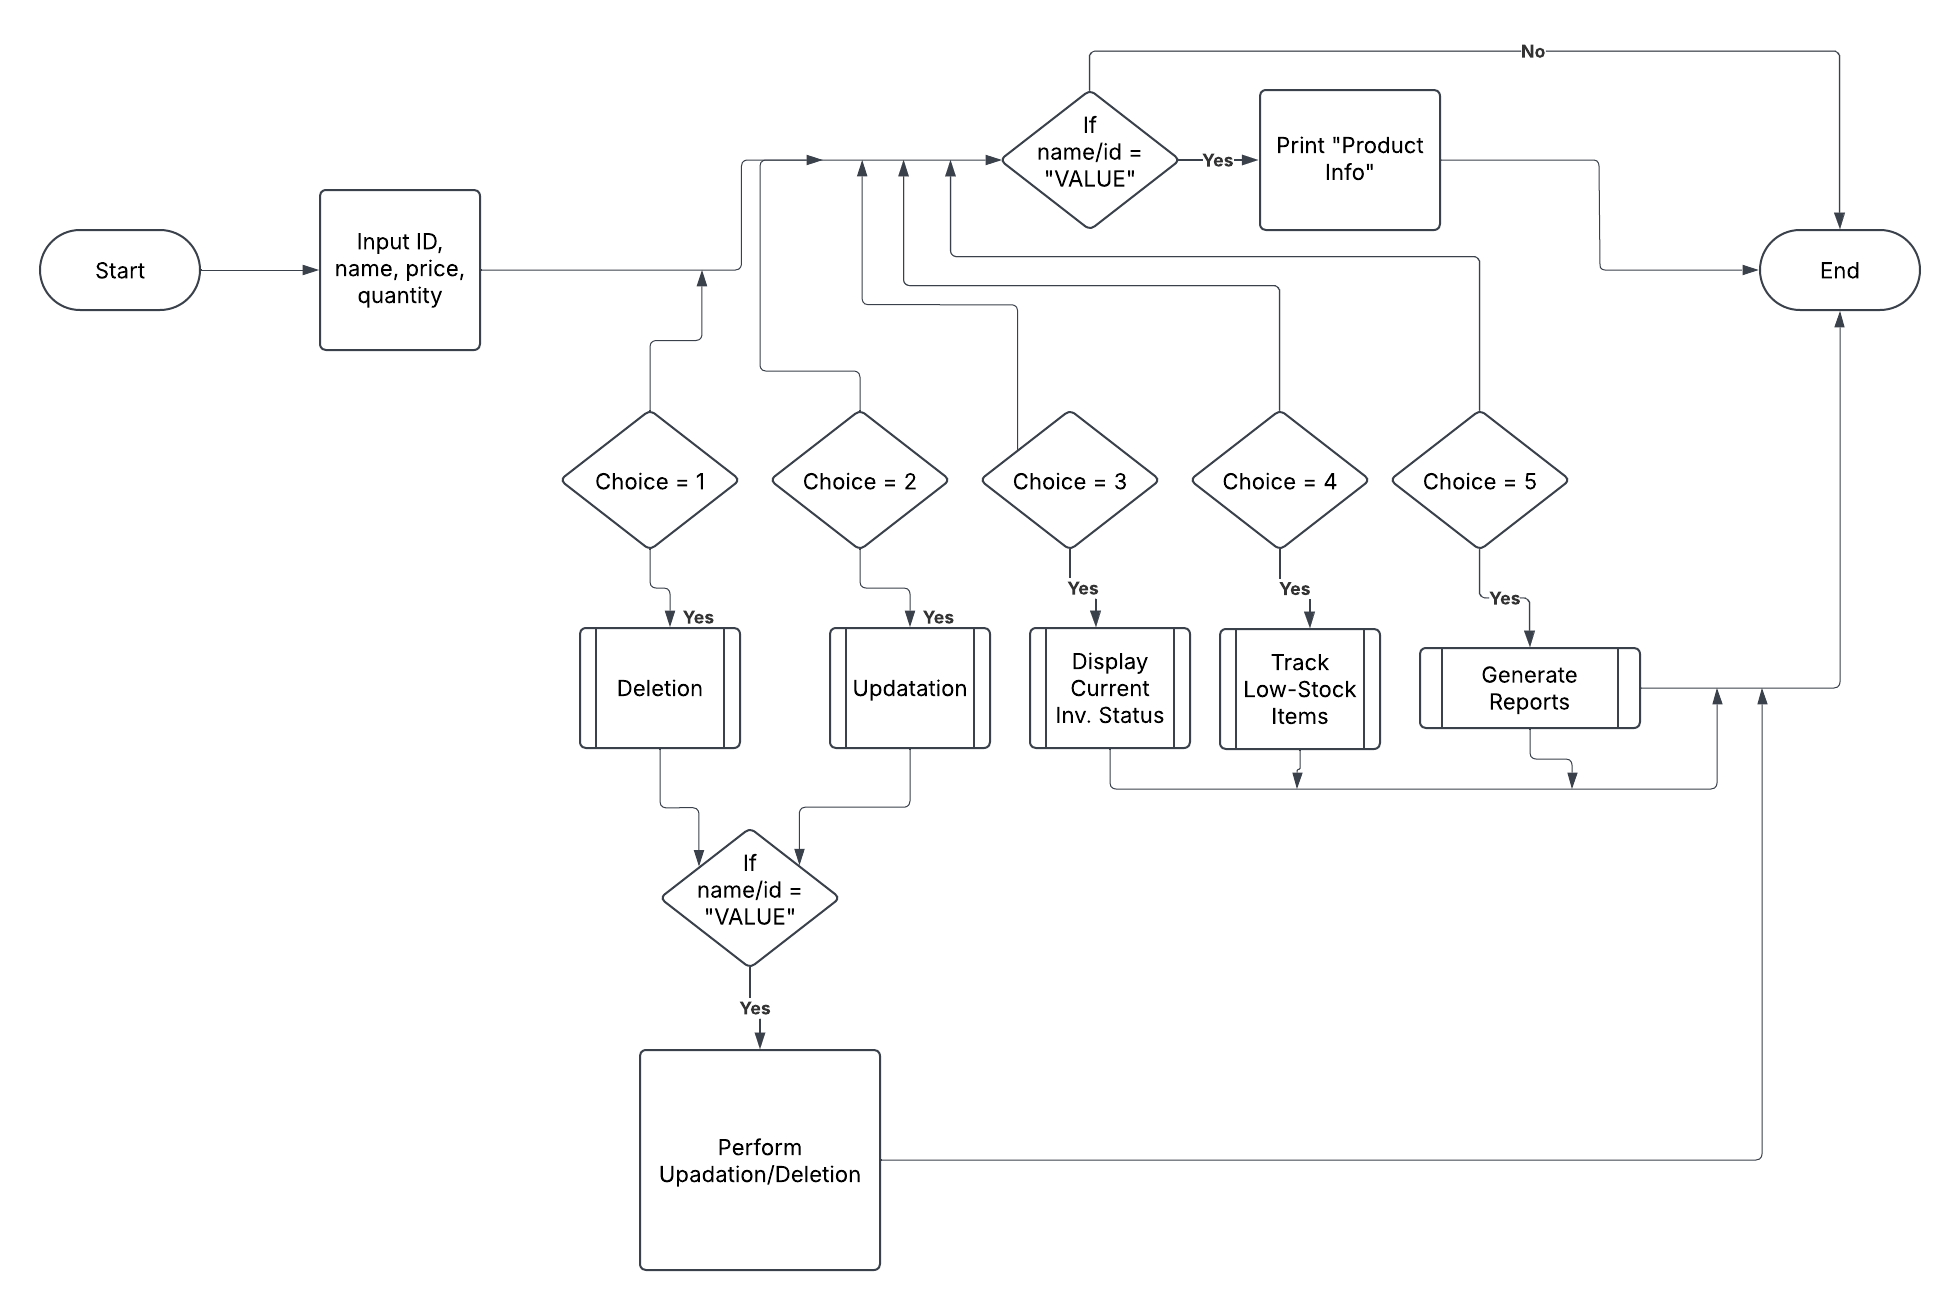 No
If
name/id =
"VALUE"
Yes
Print "Product
Info"
Start
Input ID,
name, price,
quantity
End
Choice = 1
Choice = 2
Choice = 3
Choice = 4
Choice = 5
Yes
Yes
Yes
Yes
Yes
Deletion
Updatation
Display
Current
Inv. Status
Track
Low-Stock
Items
Generate
Reports
If
name/id =
"VALUE"
Yes
Perform
Upadation/Deletion